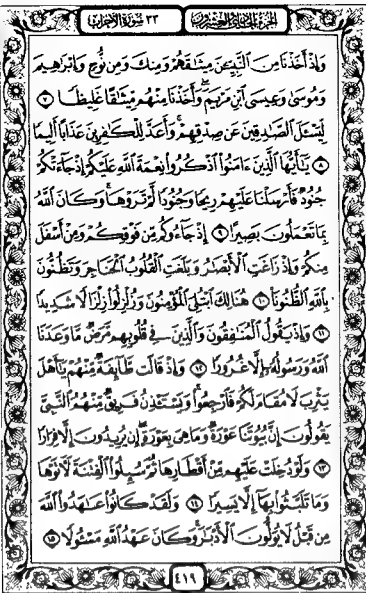 الجزء الحادي والعشرون ٣٣ سورة الأحزاب
وَإِذْ أَخَذْنَا مِنَ ٱلنَّبِيِّـۧنَ مِيثَٰقَهُمْ وَمِنكَ وَمِن نُّوحٍ وَإِبْرَٰهِيمَ
وَمُوسَىٰ وَعِيسَى ٱبْنِ مَرْيَمَ ۖ وَأَخَذْنَا مِنْهُم مِّيثَٰقًا غَلِيظًا ٧
لِّيَسْـَٔلَ ٱلصَّٰدِقِينَ عَن صِدْقِهِمْ ۚ وَأَعَدَّ لِلْكَٰفِرِينَ عَذَابًا أَلِيمًا
٨ يَٰٓأَيُّهَا ٱلَّذِينَ ءَامَنُوا۟ ٱذْكُرُوا۟ نِعْمَةَ ٱللَّهِ عَلَيْكُمْ إِذْ جَآءَتْكُمْ
جُنُودٌ فَأَرْسَلْنَا عَلَيْهِمْ رِيحًا وَجُنُودًا لَّمْ تَرَوْهَا ۚ وَكَانَ ٱللَّهُ
بِمَا تَعْمَلُونَ بَصِيرًا ٩ إِذْ جَآءُوكُم مِّن فَوْقِكُمْ وَمِنْ أَسْفَلَ
مِنكُمْ وَإِذْ زَاغَتِ ٱلْأَبْصَٰرُ وَبَلَغَتِ ٱلْقُلُوبُ ٱلْحَنَاجِرَ وَتَظُنُّونَ
بِٱللَّهِ ٱلظُّنُونَا۠ ١٠ هُنَالِكَ ٱبْتُلِىَ ٱلْمُؤْمِنُونَ وَزُلْزِلُوا۟ زِلْزَالًا شَدِيدًا
١١ وَإِذْ يَقُولُ ٱلْمُنَٰفِقُونَ وَٱلَّذِينَ فِى قُلُوبِهِم مَّرَضٌ مَّا وَعَدَنَا
ٱللَّهُ وَرَسُولُهُۥٓ إِلَّا غُرُورًا ١٢ وَإِذْ قَالَت طَّآئِفَةٌ مِّنْهُمْ يَٰٓأَهْلَ
يَثْرِبَ لَا مُقَامَ لَكُمْ فَٱرْجِعُوا۟ ۚ وَيَسْتَـْٔذِنُ فَرِيقٌ مِّنْهُمُ ٱلنَّبِىَّ
يَقُولُونَ إِنَّ بُيُوتَنَا عَوْرَةٌ وَمَا هِىَ بِعَوْرَةٍ ۖ إِن يُرِيدُونَ إِلَّا فِرَارًا
١٣ وَلَوْ دُخِلَتْ عَلَيْهِم مِّنْ أَقْطَارِهَا ثُمَّ سُئِلُوا۟ ٱلْفِتْنَةَ لَءَاتَوْهَا
وَمَا تَلَبَّثُوا۟ بِهَآ إِلَّا يَسِيرًا ١٤ وَلَقَدْ كَانُوا۟ عَٰهَدُوا۟ ٱللَّهَ
مِن قَبْلُ لَا يُوَلُّونَ ٱلْأَدْبَٰرَ ۚ وَكَانَ عَهْدُ ٱللَّهِ مَسْـُٔولًا ١٥
٤١٩